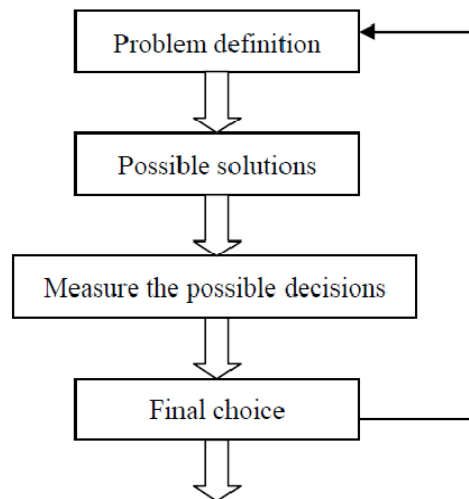 Problem definition
Possible solutions
Measure the possible decisions
Final choice